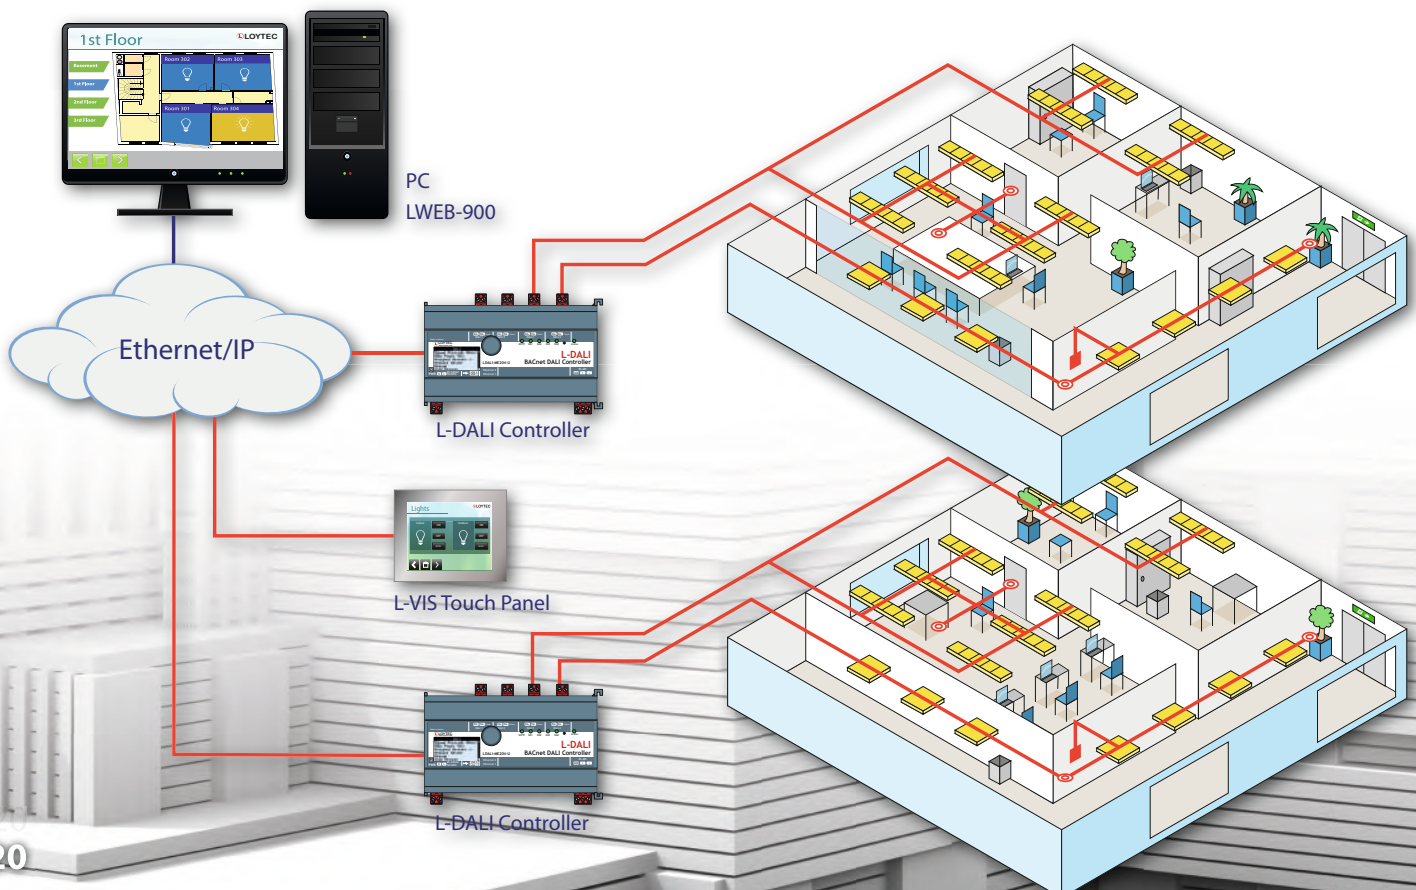 1st Floor
LOYTEC
Basement
1st Floor
2nd Floor
3rd Floor
Room 302
Room 303
Room 301
Room 304
PC
LWEB-900
Ethernet/IP
L-DALI
BACnet DALI Controller
L-DALI Controller
Lights
LOYTEC
L-VIS Touch Panel
L-DALI
BACnet DALI Controller
L-DALI Controller
20